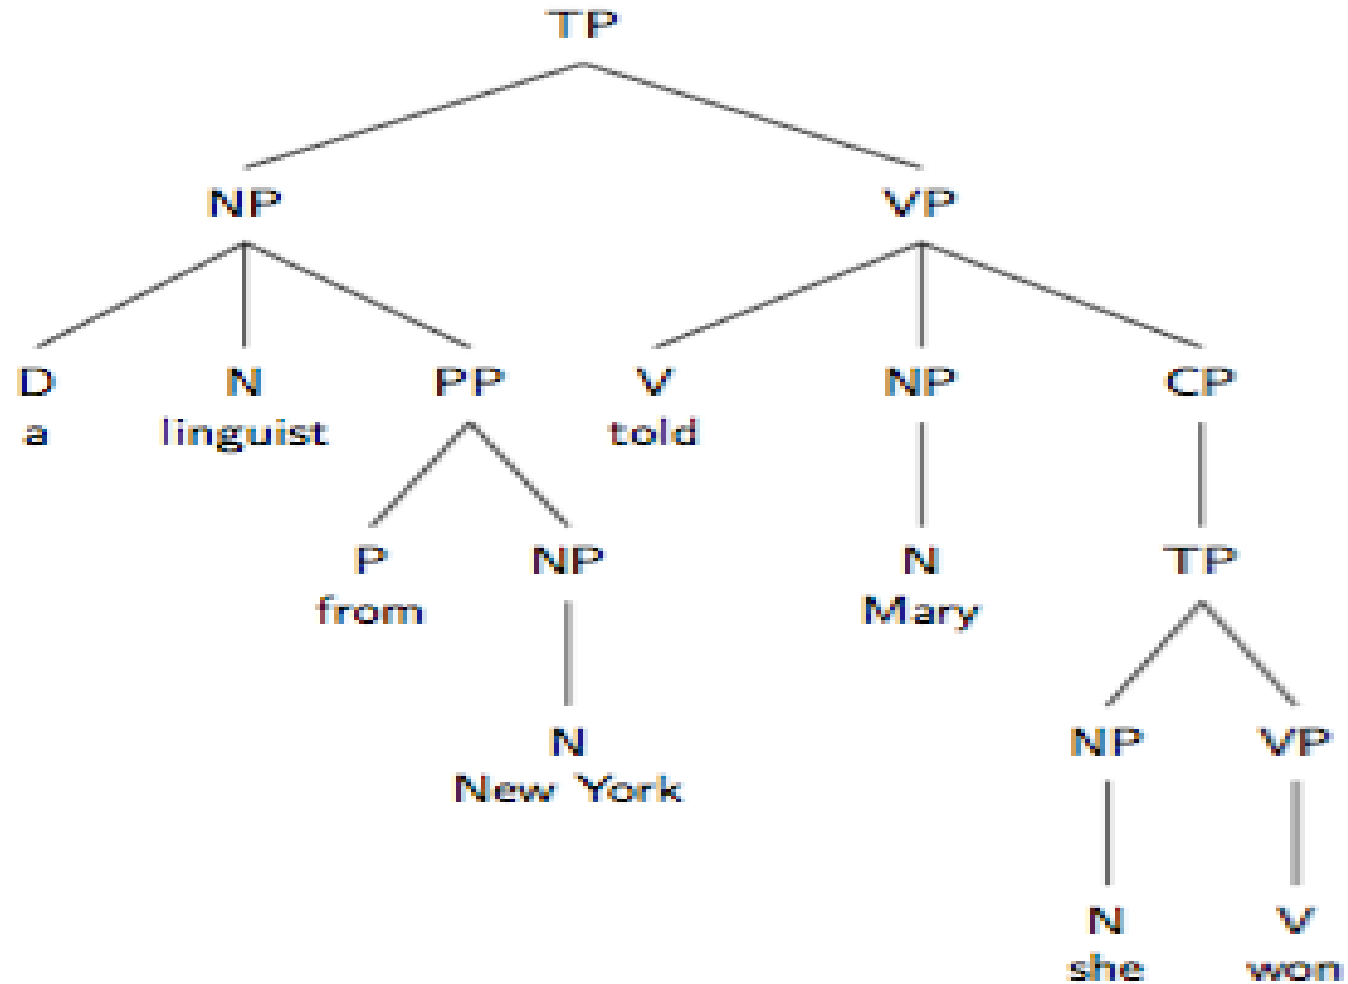 TP
NP VP
D N PP V NP CP
a linguist told
P NP N TP
from Mary
N NP VP
New York
N V
she won